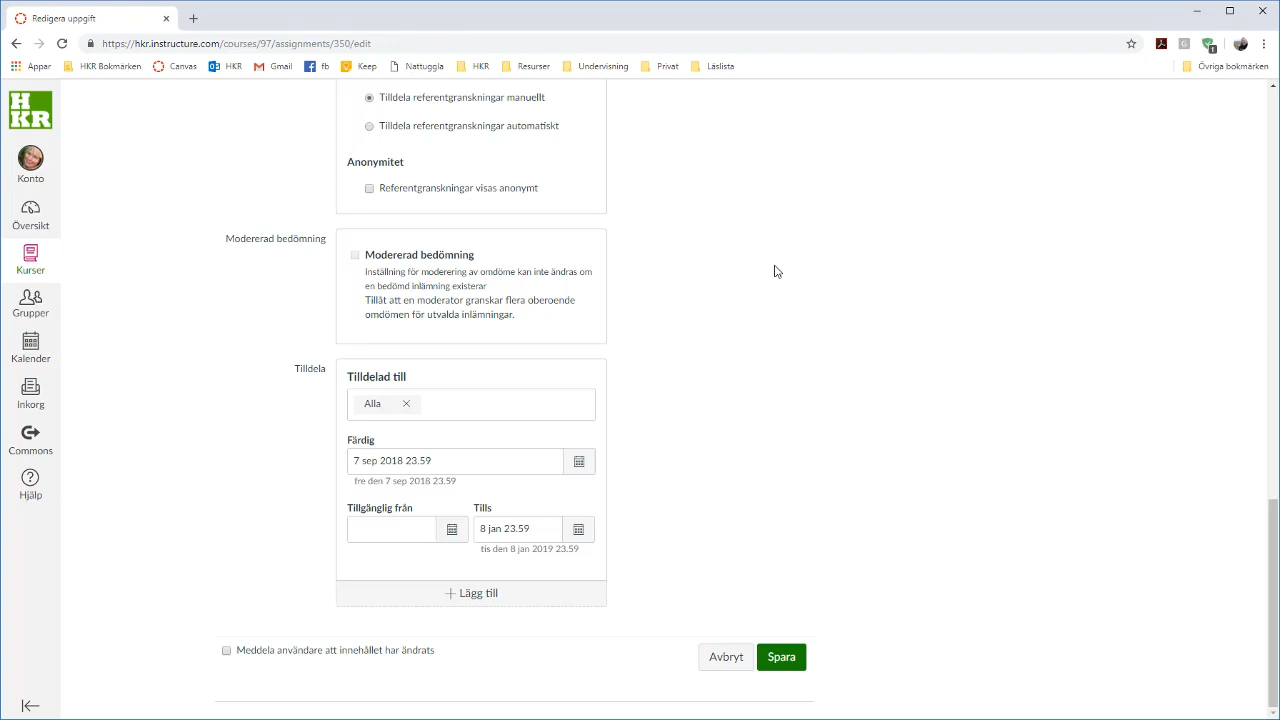 Redigera uppgift
https://hkr.instructure.com/courses/97/assignments/350/edit
Appar
HKR Bokmärken
Canvas
HKR
Gmail
fb
Keep
Nattuggla
HKR
Resurser
Undervisning
Privat
Läslista
Övriga bokmärken
H
KR
Konto
Översikt
Kurser
Grupper
Kalender
Inkorg
Commons
Hjälp
Tilldela referentgranskningar manuellt
Tilldela referentgranskningar automatiskt
Anonymitet
Referentgranskningar visas anonymt
Modererad bedömning
Modererad bedömning
Inställning för moderering av omdöme kan inte ändras om
en bedömd inlämning existerar
Tillåt att en moderator granskar flera oberoende
omdömen för utvalda inlämningar.
Tilldela
Tilldelad till
Alla
Färdig
7 sep 2018 23.59
fre den 7 sep 2018 23.59
Tillgänglig från
Tills
8 jan 23.59
tis den 8 jan 2019 23.59
Lägg till
Meddela användare att innehållet har ändrats
Avbryt
Spara